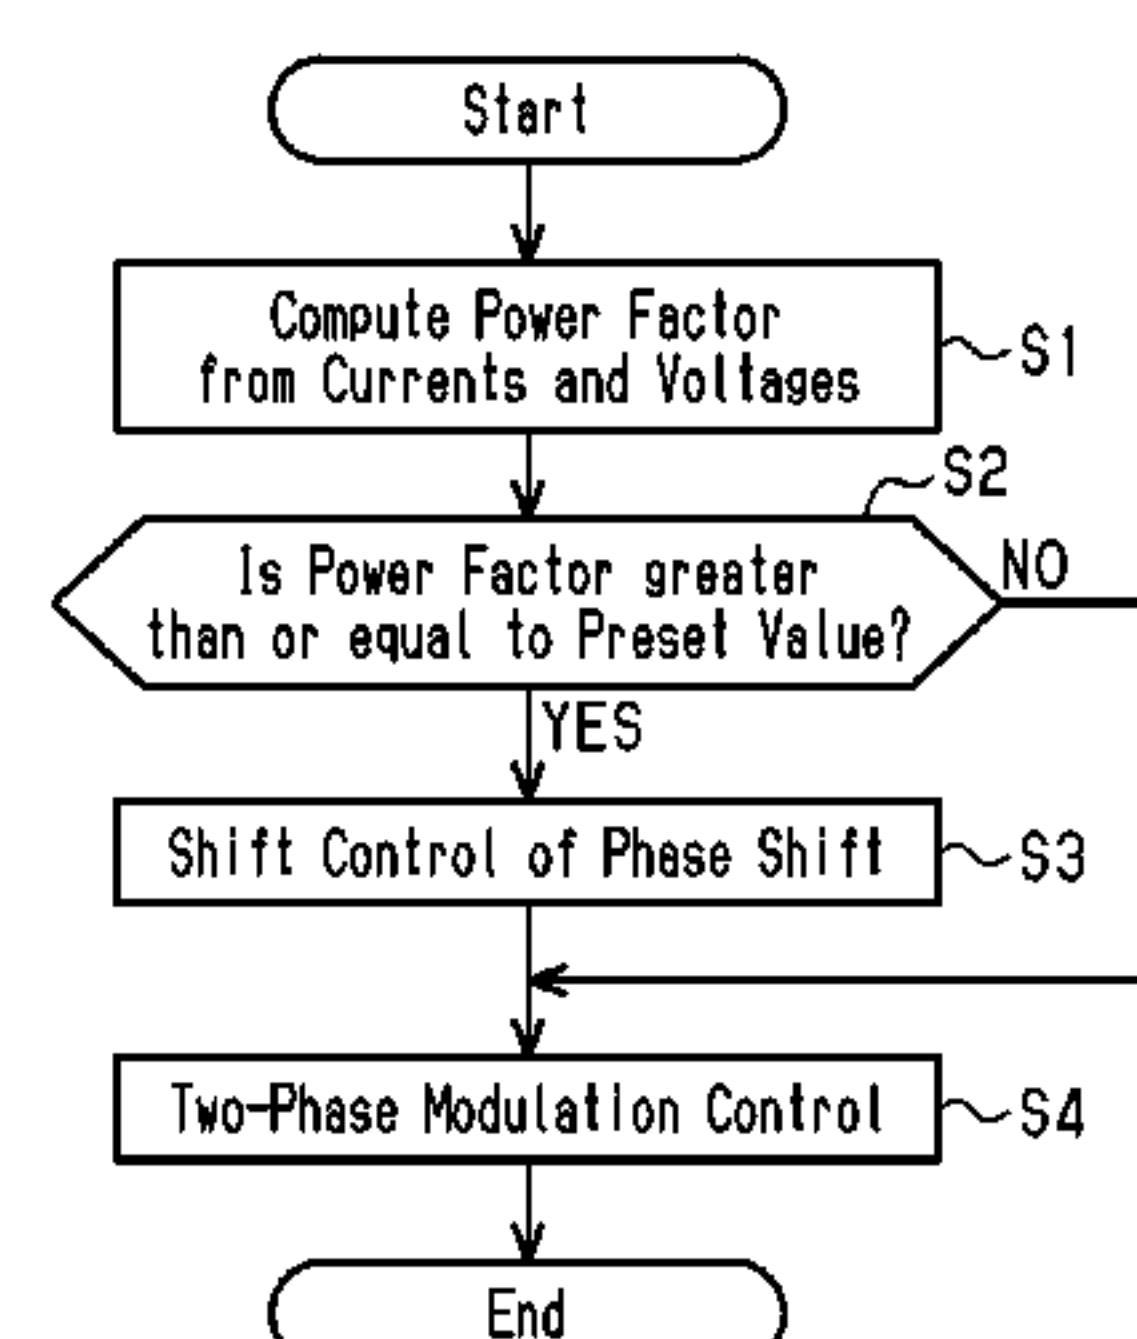 Start
Compute Power Factor
from Currents and Voltages
S1
S2
Is Power Factor greater
than or equal to Preset Value?
NO
YES
Shift Control of Phase Shift
S3
Two-Phase Modulation Control
S4
End